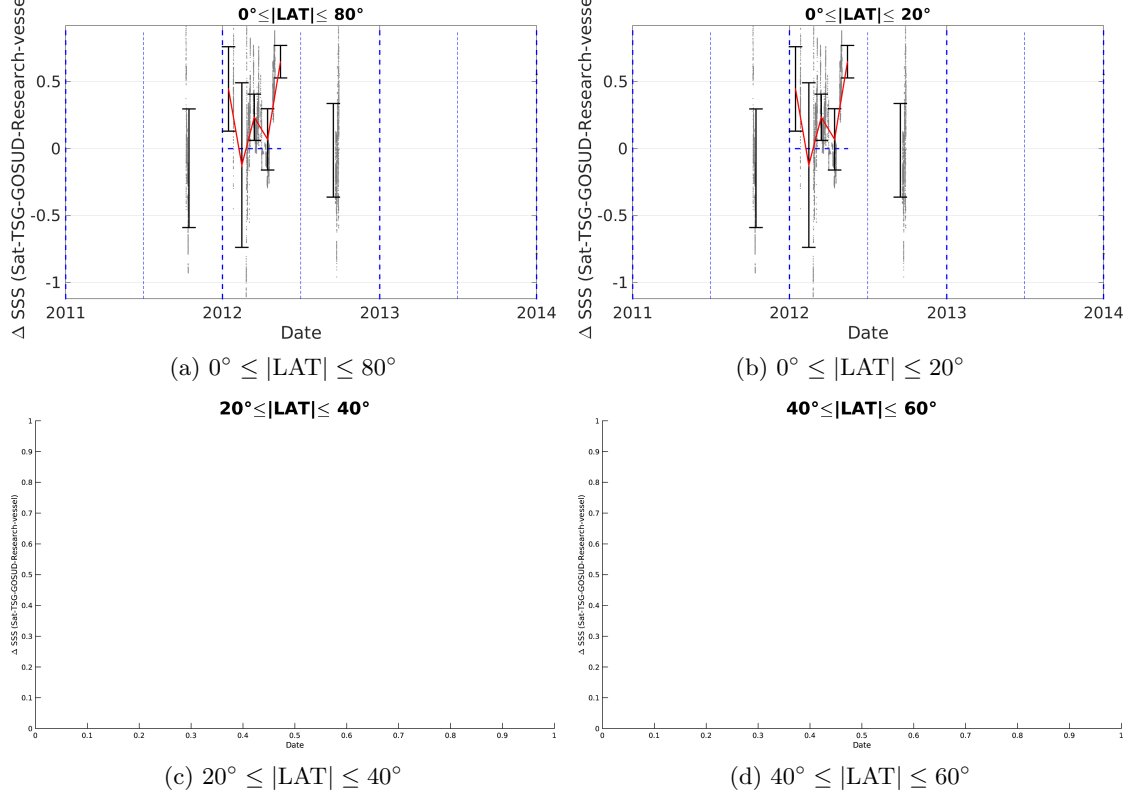 0°≤|LAT|≤ 80°
Δ SSS (Sat-TSG-GOSUD-Research-vesse
0.5
0
-0.5
-1
2011 2012 2013 2014
Date
(a) 0° ≤ |LAT| ≤ 80°
0°≤|LAT|≤ 20°
Δ SSS (Sat-TSG-GOSUD-Research-vesse
0.5
0
-0.5
-1
2011 2012 2013 2014
Date
(b) 0° ≤ |LAT| ≤ 20°
20°≤|LAT|≤ 40°
Δ SSS (Sat-TSG-GOSUD-Research-vessel)
1
0.9
0.8
0.7
0.6
0.5
0.4
0.3
0.2
0.1
0
0 0.1 0.2 0.3 0.4 0.5 0.6 0.7 0.8 0.9 1
Date
(c) 20° ≤ |LAT| ≤ 40°
40°≤|LAT|≤ 60°
Δ SSS (Sat-TSG-GOSUD-Research-vessel)
1
0.9
0.8
0.7
0.6
0.5
0.4
0.3
0.2
0.1
0
0 0.1 0.2 0.3 0.4 0.5 0.6 0.7 0.8 0.9 1
Date
(d) 40° ≤ |LAT| ≤ 60°